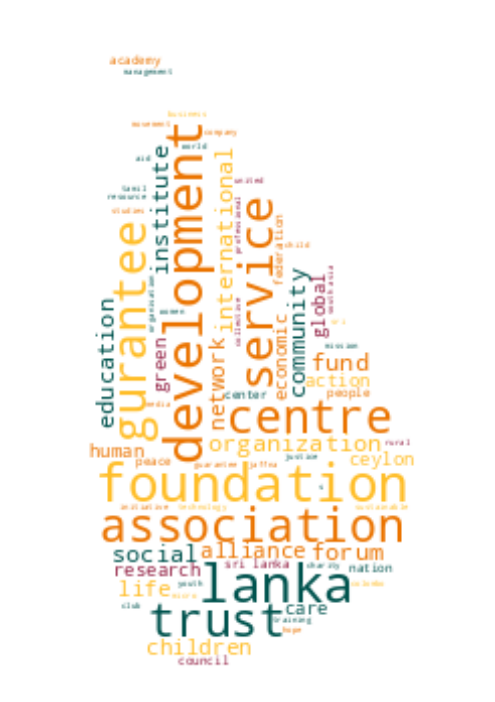 academy
management
business
movement
company
world
aid
institute
development
international
united
tamil
resource
studies
professional
service
gurantee
federation
child
organisation
women
education
green
network
collective
economic
community
global
south asia
mission
fund
action
people
center
media
centre
human
peace
organization
rural
justice
ceylon
guarantee
jaffna
foundation
initiative
technology
sustainable
association
social
alliance
forum
research
sri lanka
charity
nation
life
youth
micro
lanka
colombo
club
trust
care
training
hope
children
council